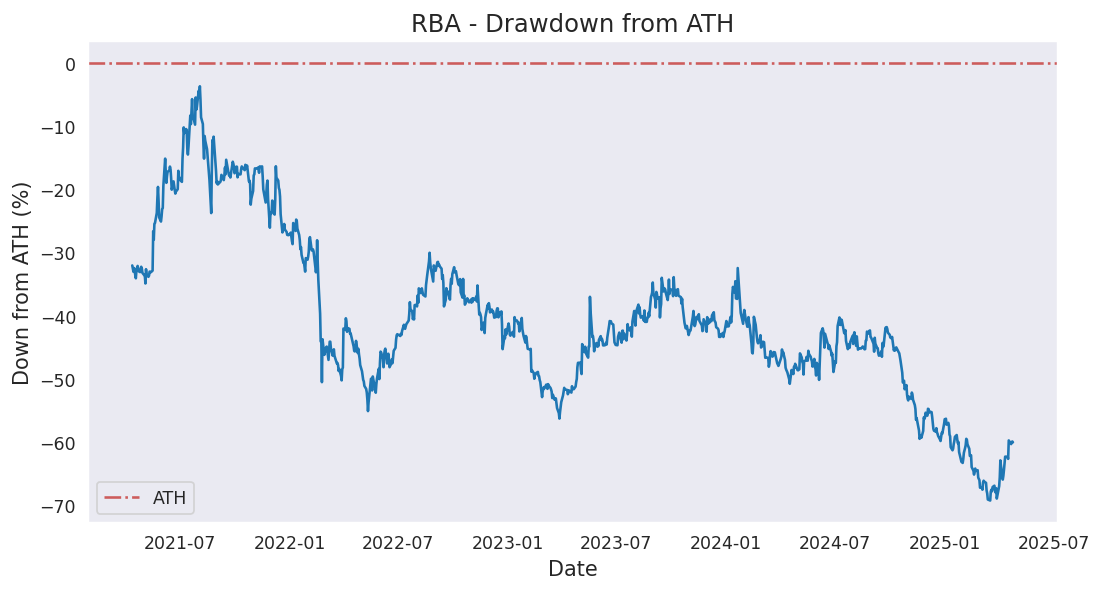 RBA - Drawdown from ATH
Down from ATH (%)
0
−10
−20
−30
−40
−50
−60
−70
ATH
2021-07 2022-01 2022-07 2023-01 2023-07 2024-01 2024-07 2025-01 2025-07
Date